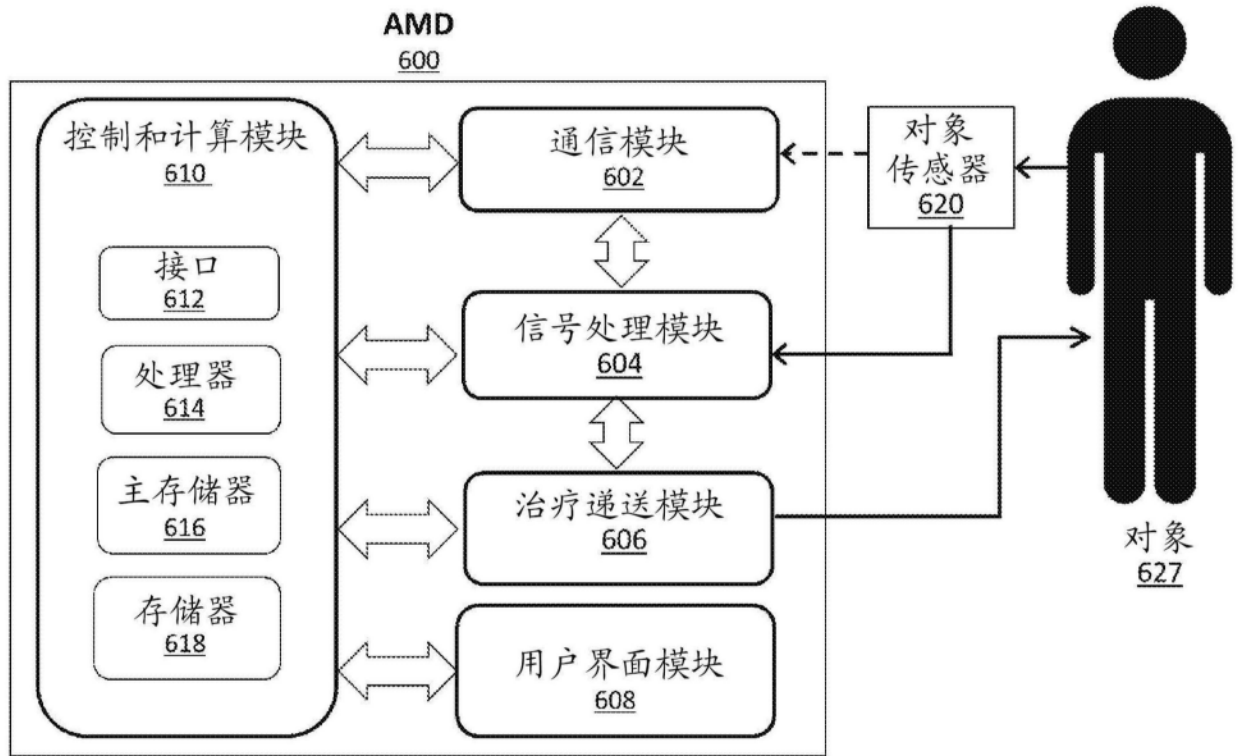 AMD
600
控制和计算模块
610
接口
612
处理器
614
主存储器
616
存储器
618
通信模块
602
信号处理模块
604
治疗递送模块
606
用户界面模块
608
对象
传感器
620
对象
627